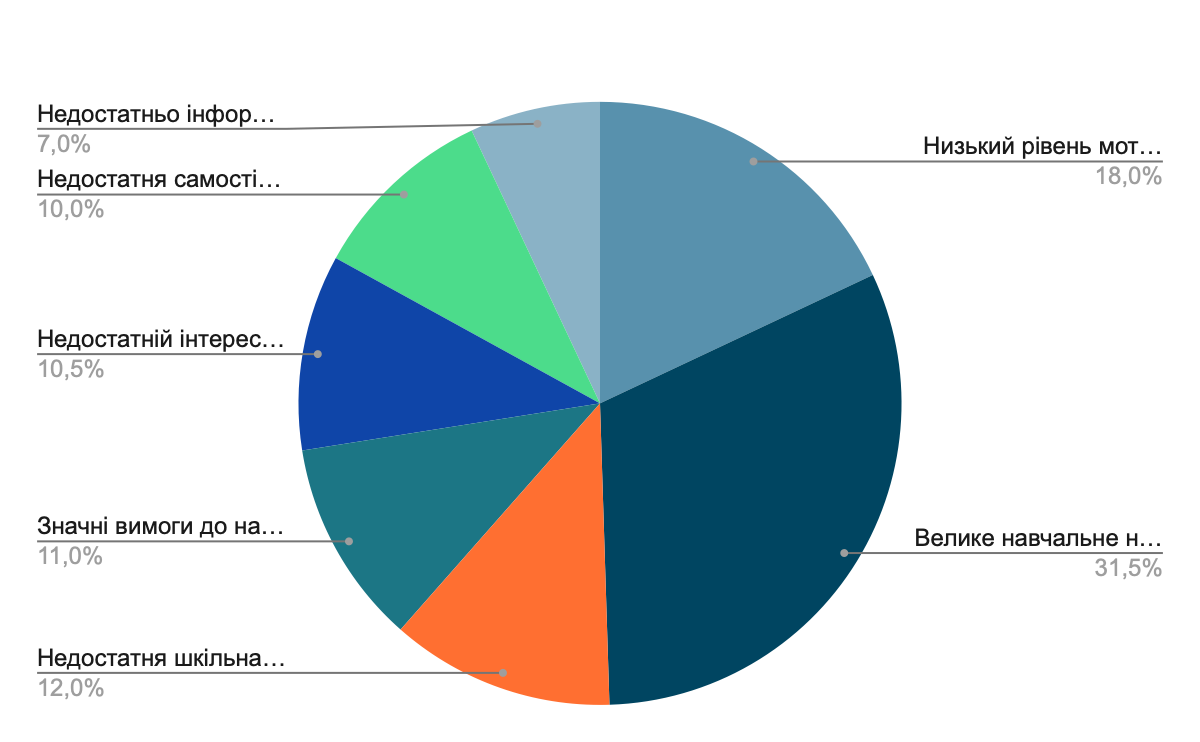 Недостатньо інфор…
7,0%
Недостатня самості…
10,0%
Недостатній інтерес…
10,5%
Значні вимоги до на…
11,0%
Недостатня шкільна…
12,0%
Низький рівень мот…
18,0%
Велике навчальне н…
31,5%